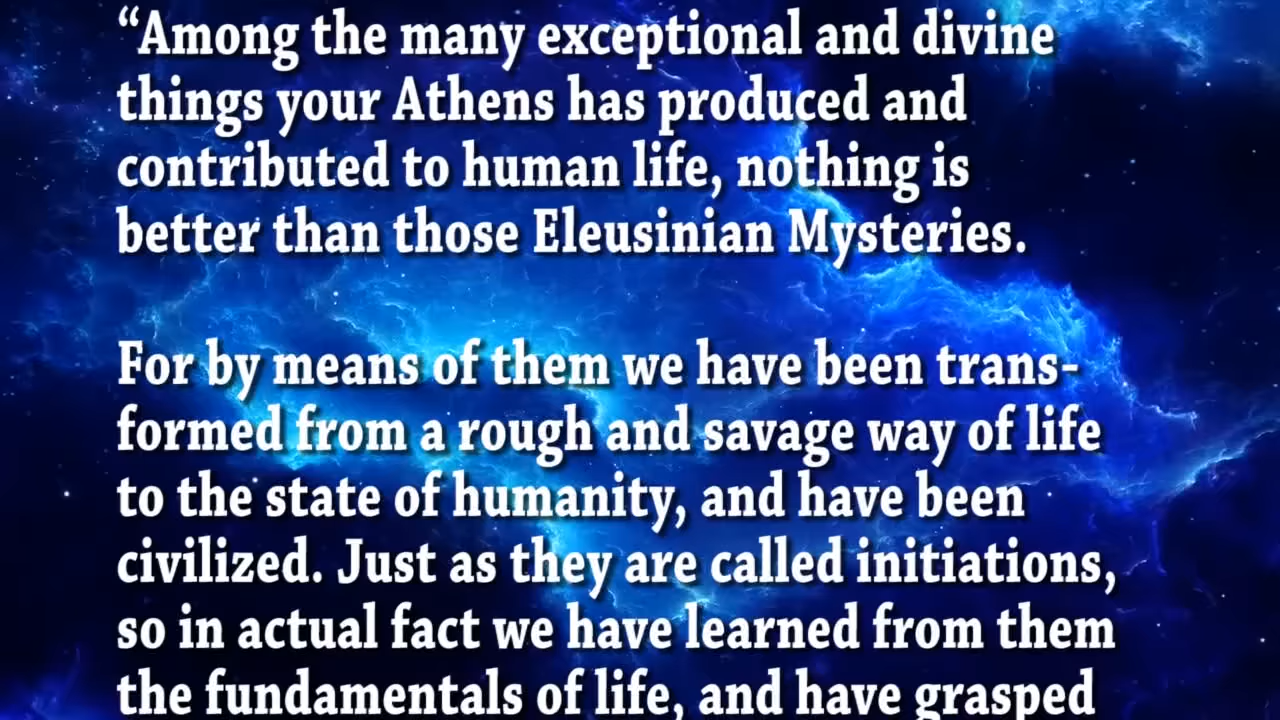 “Among the many exceptional and divine
things your Athens has produced and
contributed to human life, nothing is
better than those Eleusinian Mysteries.
For by means of them we have been trans-
formed from a rough and savage way of life
to the state of humanity, and have been
civilized. Just as they are called initiations,
so in actual fact we have learned from them
the fundamentals of life, and have grasped